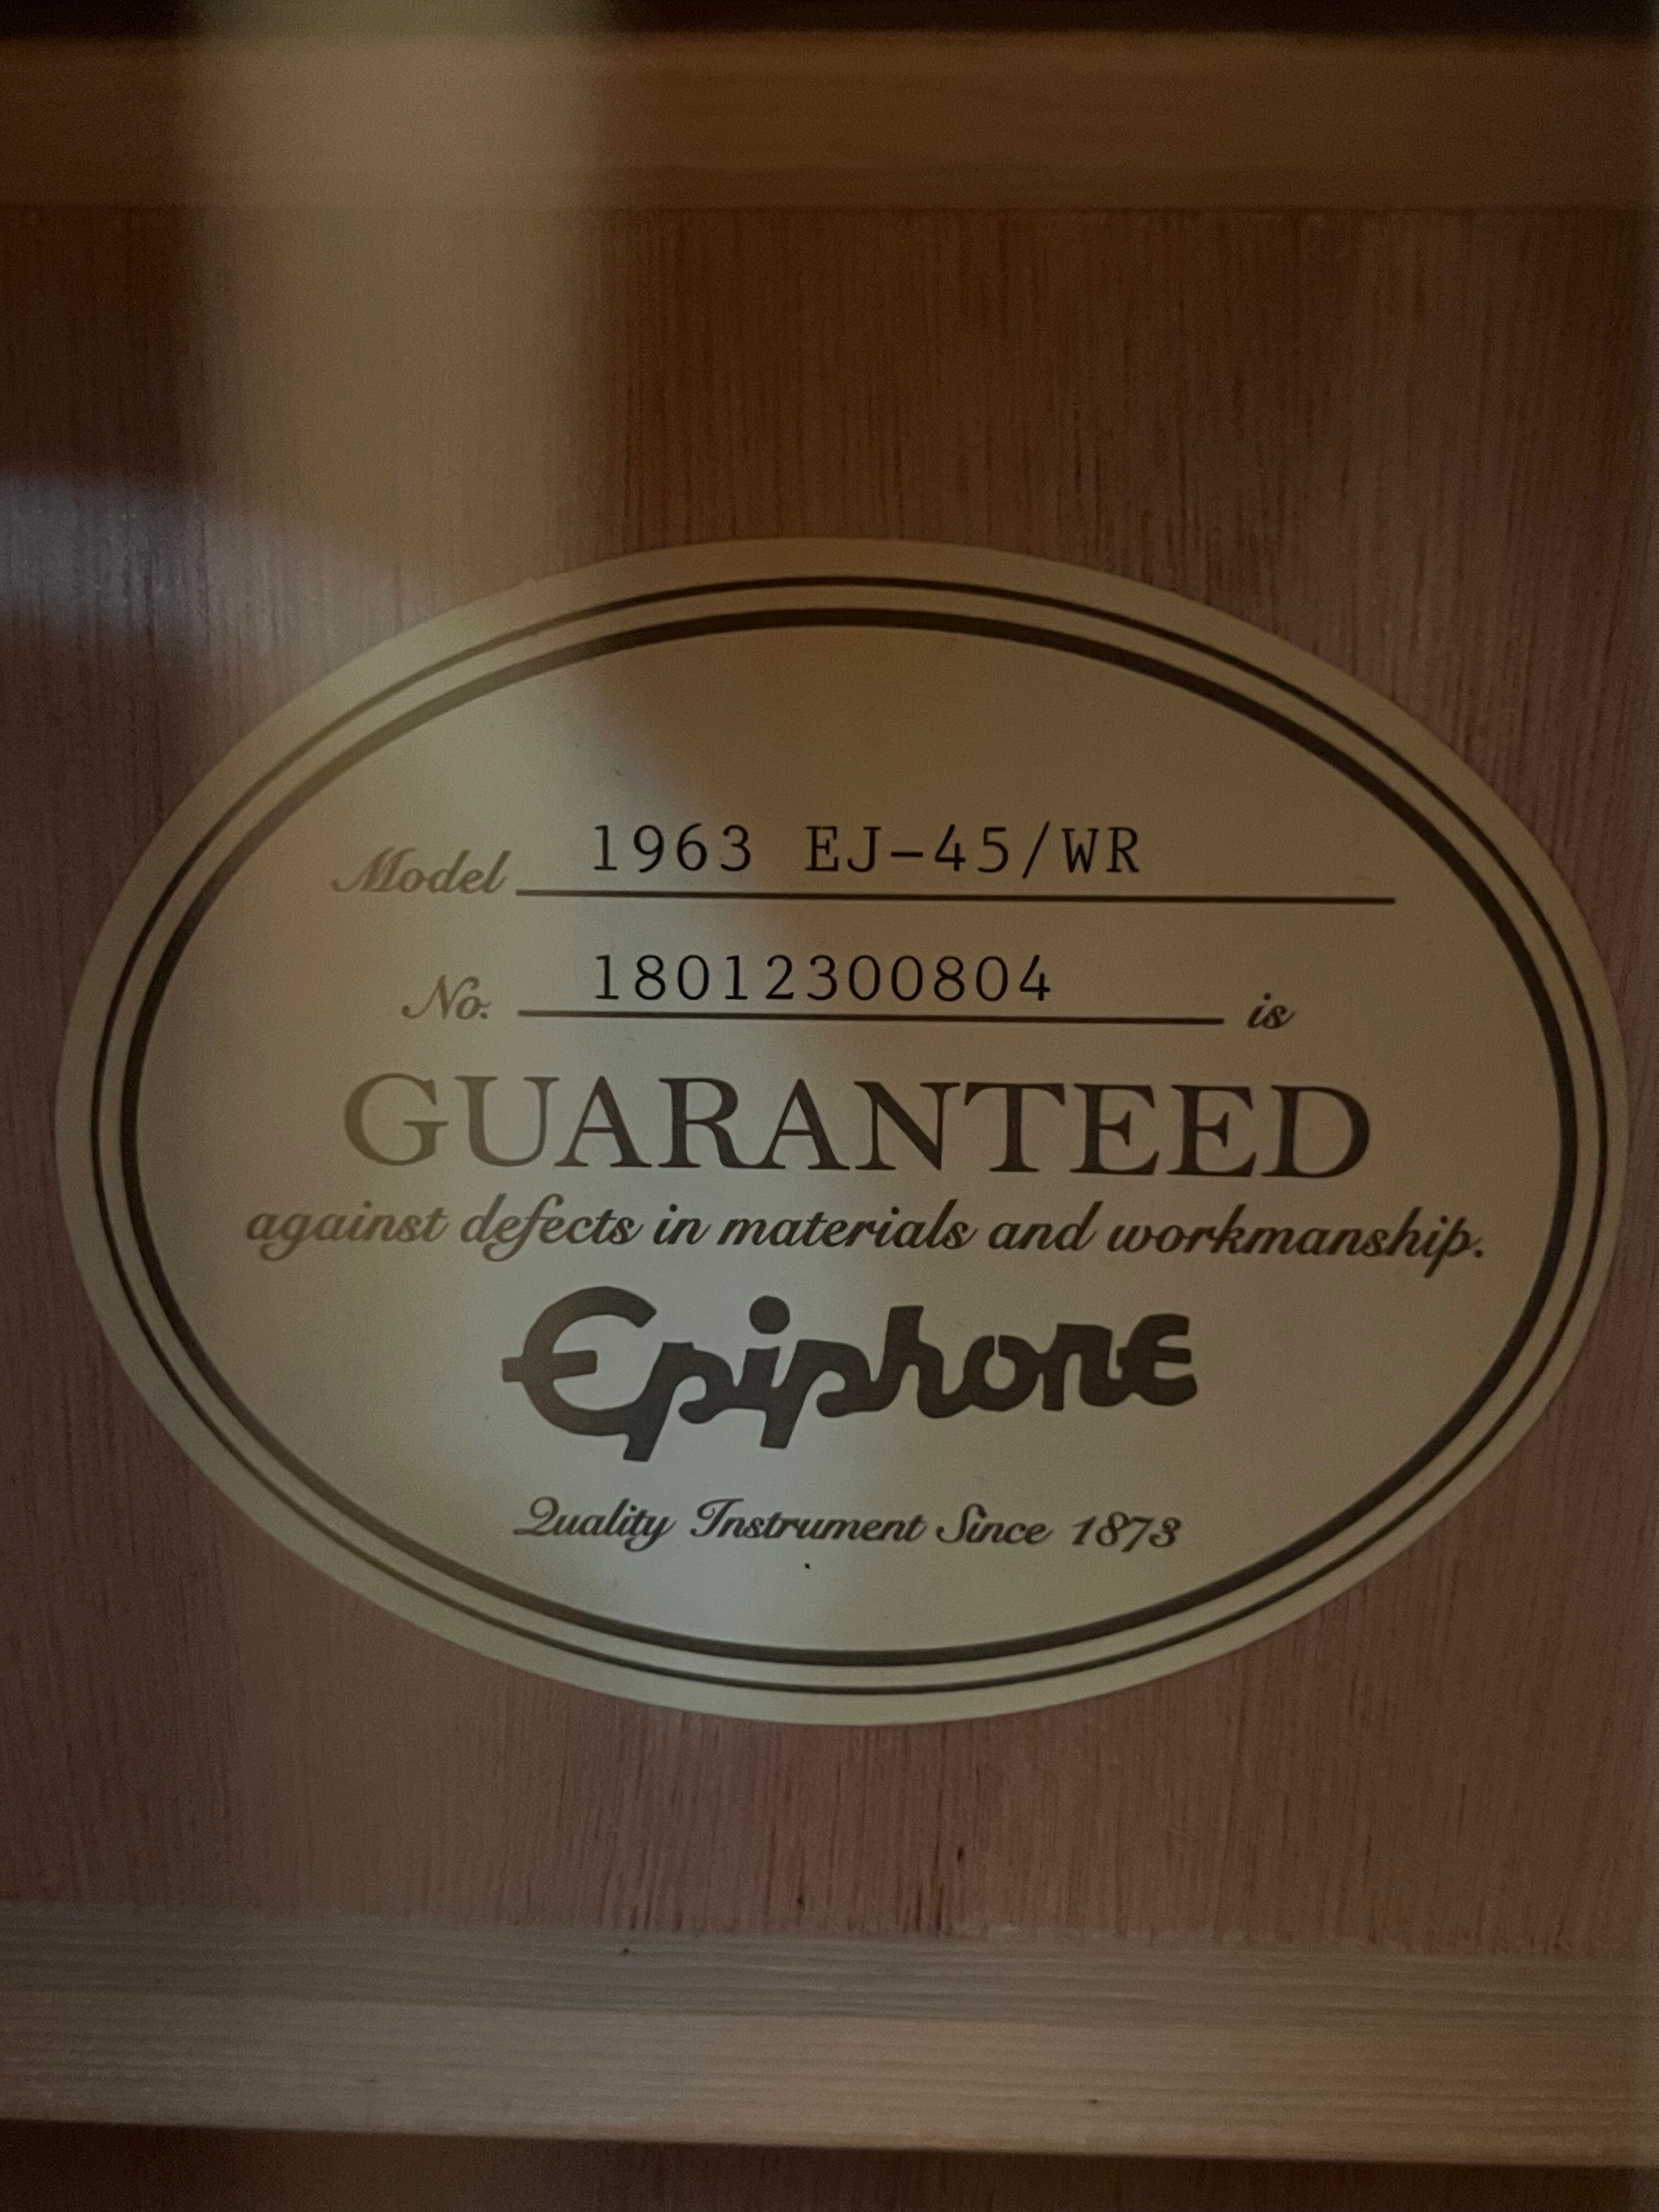 Model 1963 EJ-45/WR
No. 18012300804 is
GUARANTEED
against defects in materials and workmanship.
Epiphone
Quality Instrument Since 1873